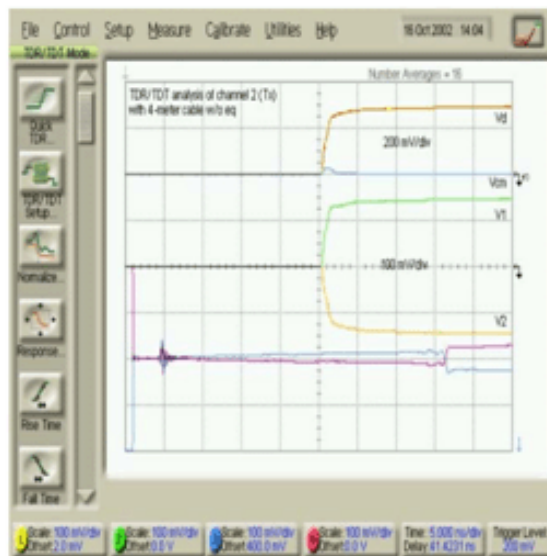 File Control Setup Measure Calibrate Utilities Help
16 Oct 2002 14:04
TDR/TDT Mode
Number Averages = 16
TDR/TDT analysis of channel 2 (Tx)
with 4-meter cable w/o eq
Vd
200 mV/div
Vcm
V1
100 mV/div
V2
Quick
TDR...
TDR/TDT
Setup...
Normalize...
Response...
Rise Time
Fall Time
Scale: 100 mV/div
Offset: 2.0 mV
Scale: 100 mV/div
Offset: 0.0 V
Scale: 100 mV/div
Offset: 400.0 mV
Scale: 100 mV/div
Offset: 0.0 V
Time: 5.000 ns/div
Delay: 41.4231 ns
Trigger Level
200 mV